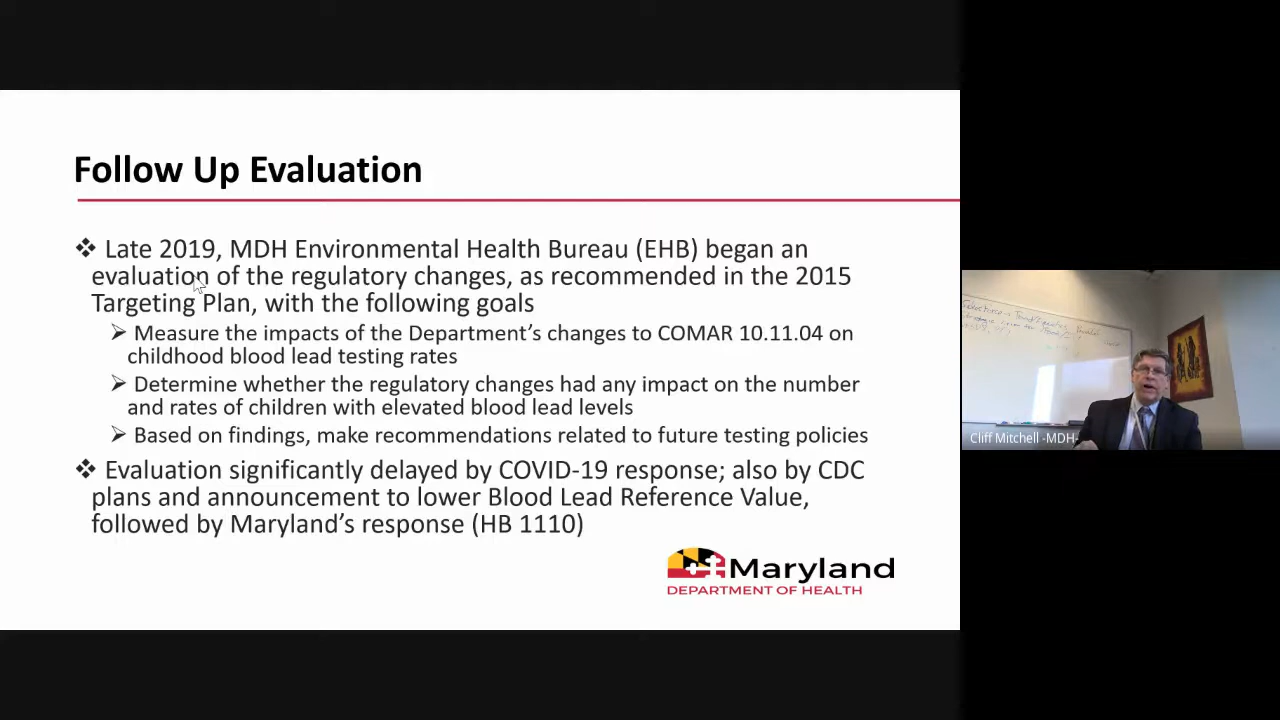 Follow Up Evaluation
❖ Late 2019, MDH Environmental Health Bureau (EHB) began an
evaluation of the regulatory changes, as recommended in the 2015
Targeting Plan, with the following goals
➢ Measure the impacts of the Department’s changes to COMAR 10.11.04 on
childhood blood lead testing rates
➢ Determine whether the regulatory changes had any impact on the number
and rates of children with elevated blood lead levels
➢ Based on findings, make recommendations related to future testing policies
❖ Evaluation significantly delayed by COVID-19 response; also by CDC
plans and announcement to lower Blood Lead Reference Value,
followed by Maryland’s response (HB 1110)
Maryland
DEPARTMENT OF HEALTH
Cliff Mitchell -MDH-